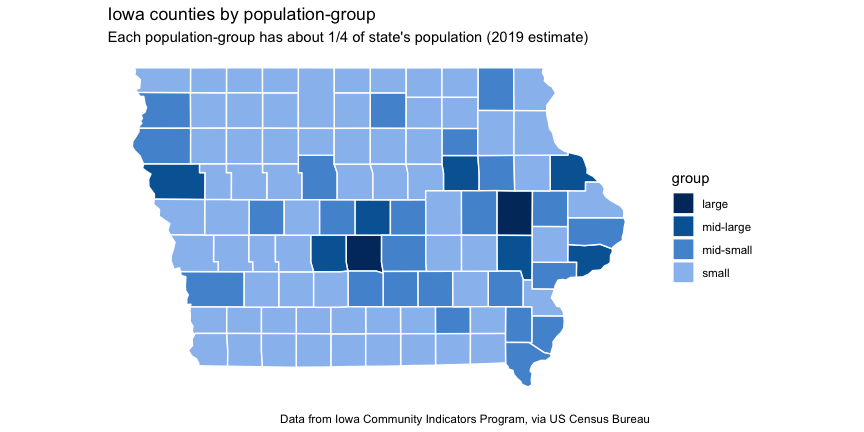 Iowa counties by population-group
Each population-group has about 1/4 of state's population (2019 estimate)
group
large
mid-large
mid-small
small
Data from Iowa Community Indicators Program, via US Census Bureau